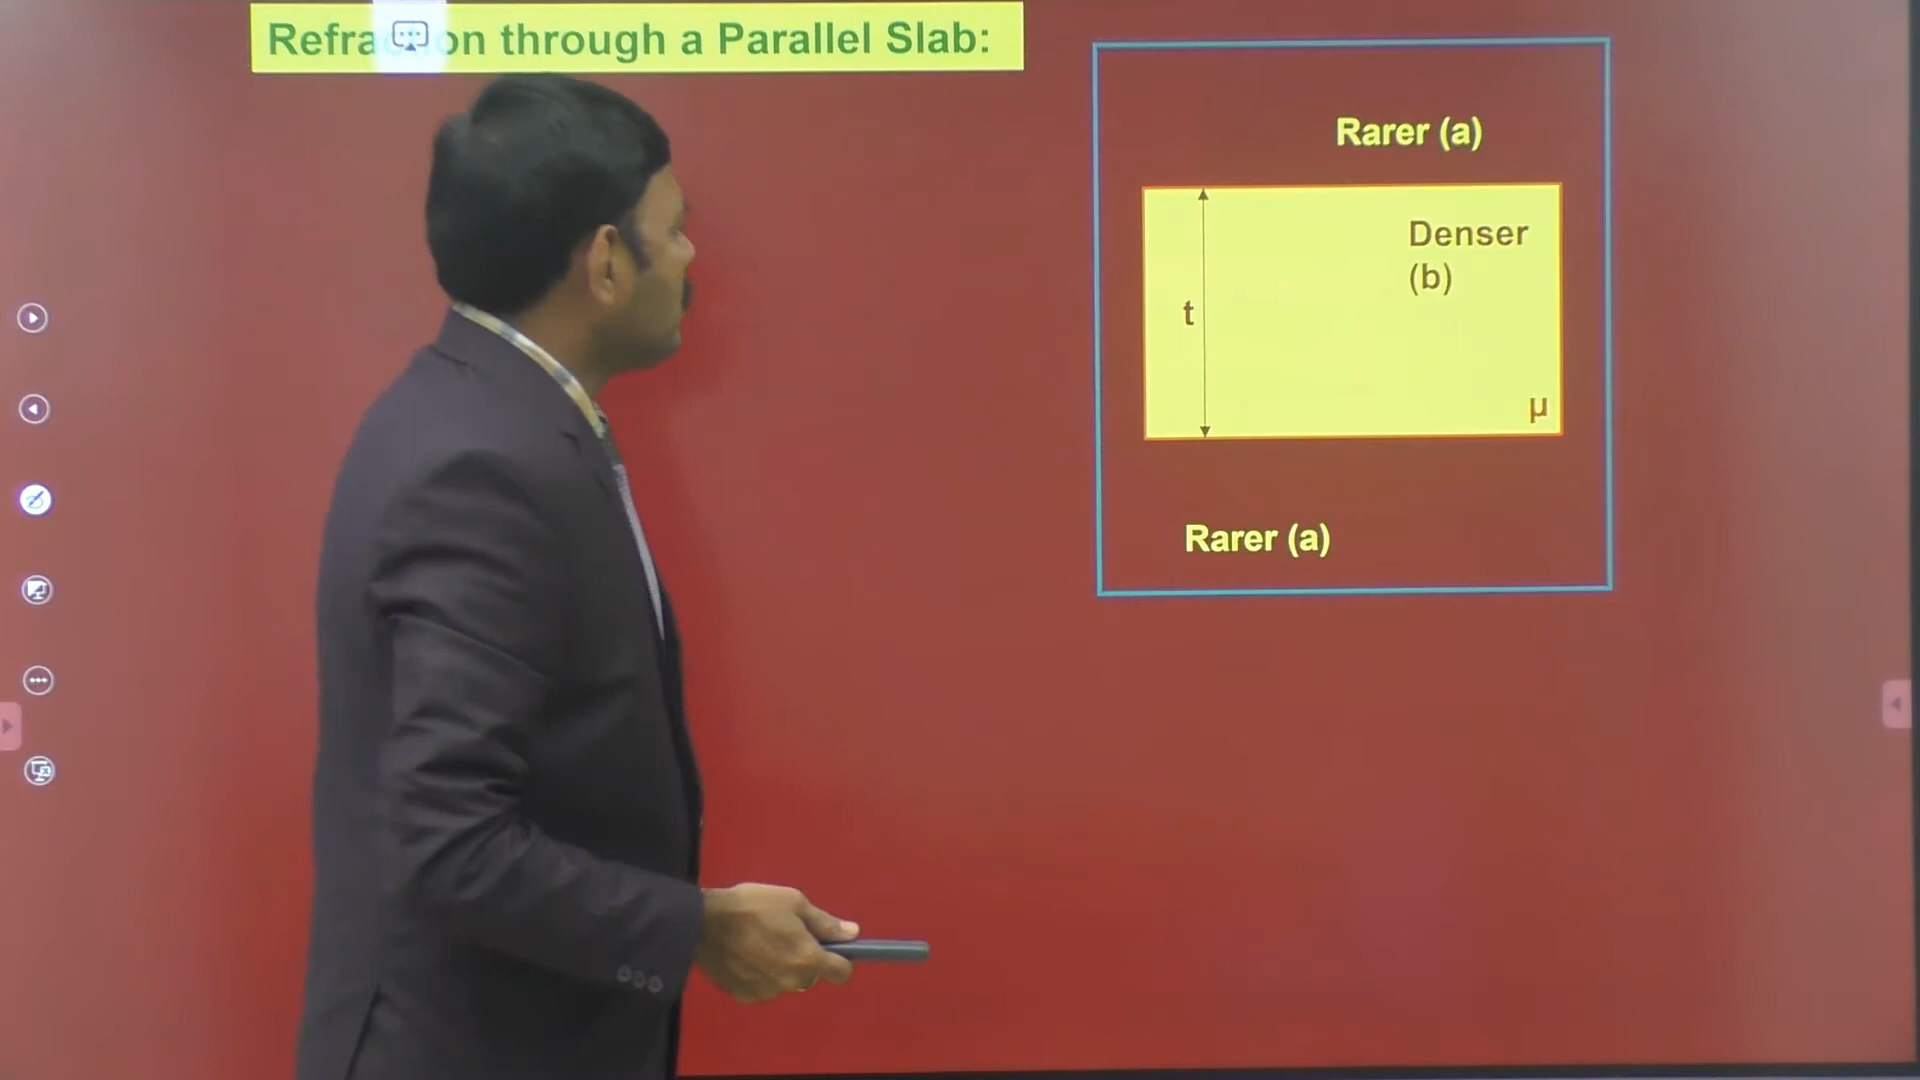 Refra on through a Parallel Slab:
Rarer (a)
Denser
(b)
t
μ
Rarer (a)